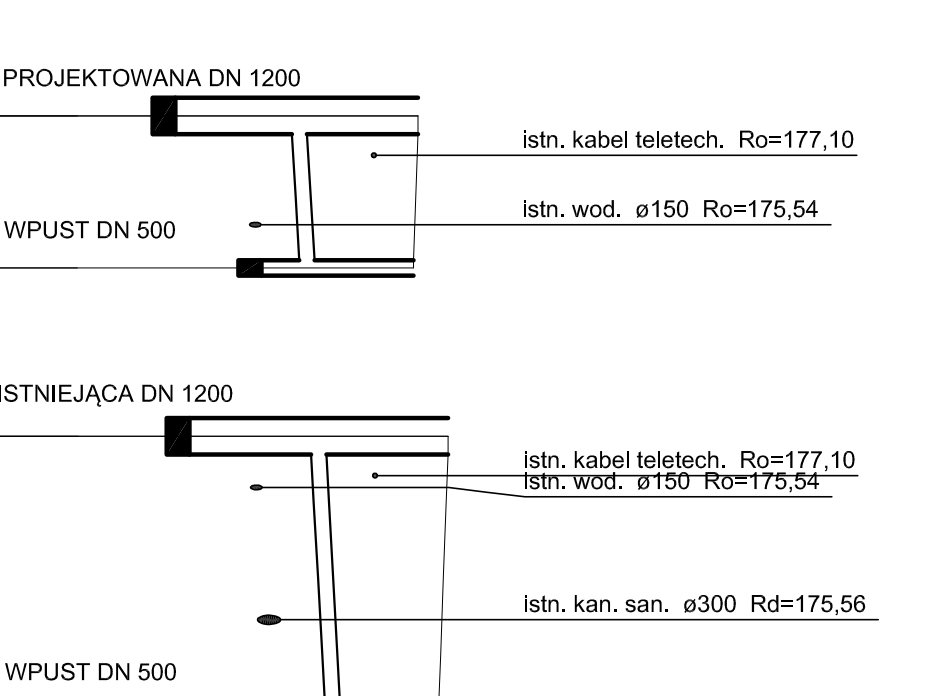 PROJEKTOWANA DN 1200
istn. kabel teletech. Ro=177,10
istn. wod. ø150 Ro=175,54
WPUST DN 500
ISTNIEJĄCA DN 1200
istn. kabel teletech. Ro=177,10
istn. wod. ø150 Ro=175,54
istn. kan. san. ø300 Rd=175,56
WPUST DN 500